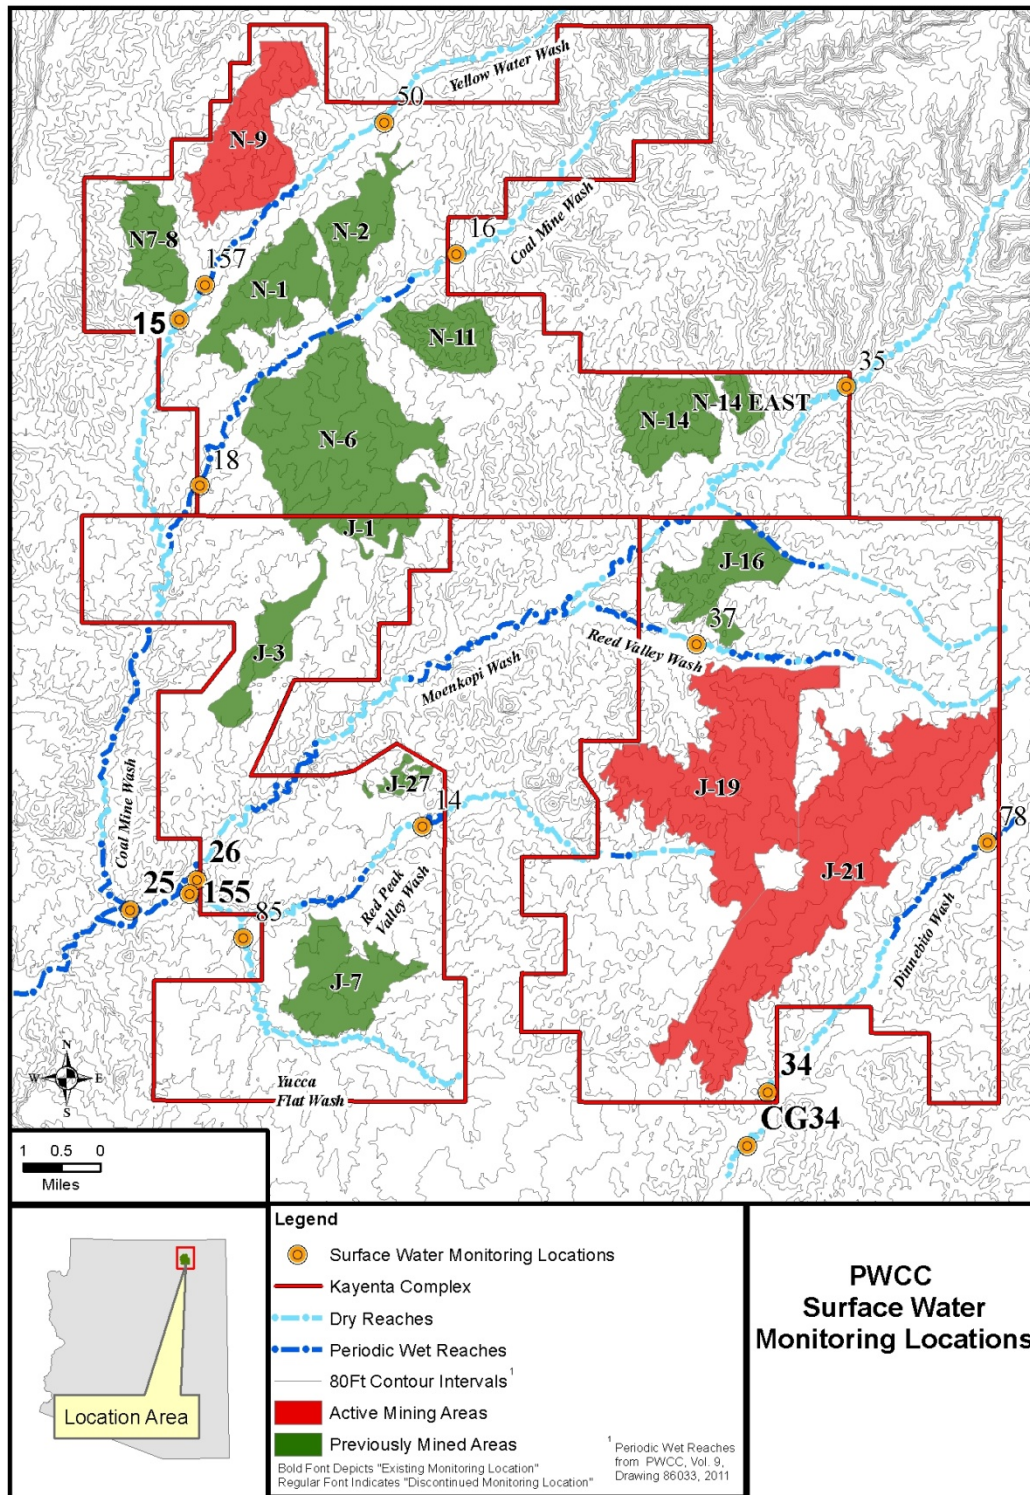 50
Yellow Water Wash
N-9
16
Coal Mine Wash
N7-8
N-2
157
N-1
15
N-11
35
N-14 EAST
N-14
N-6
18
J-1
J-16
37
J-3
Reed Valley Wash
Moenkopi Wash
Coal Mine Wash
J-27
J-19
14
78
26
J-21
25
155
Red Peak
Valley Wash
85
Dinnebito Wash
J-7
N
W E
S
Yucca
Flat Wash
34
CG34
1 0.5 0
Miles
Location Area
Legend
Surface Water Monitoring Locations
Kayenta Complex
Dry Reaches
Periodic Wet Reaches
80Ft Contour Intervals 1
Active Mining Areas
Previously Mined Areas
Bold Font Depicts "Existing Monitoring Location"
Regular Font Indicates "Discontinued Monitoring Location"
1 Periodic Wet Reaches
from PWCC, Vol. 9,
Drawing 86033, 2011
PWCC
Surface Water
Monitoring Locations